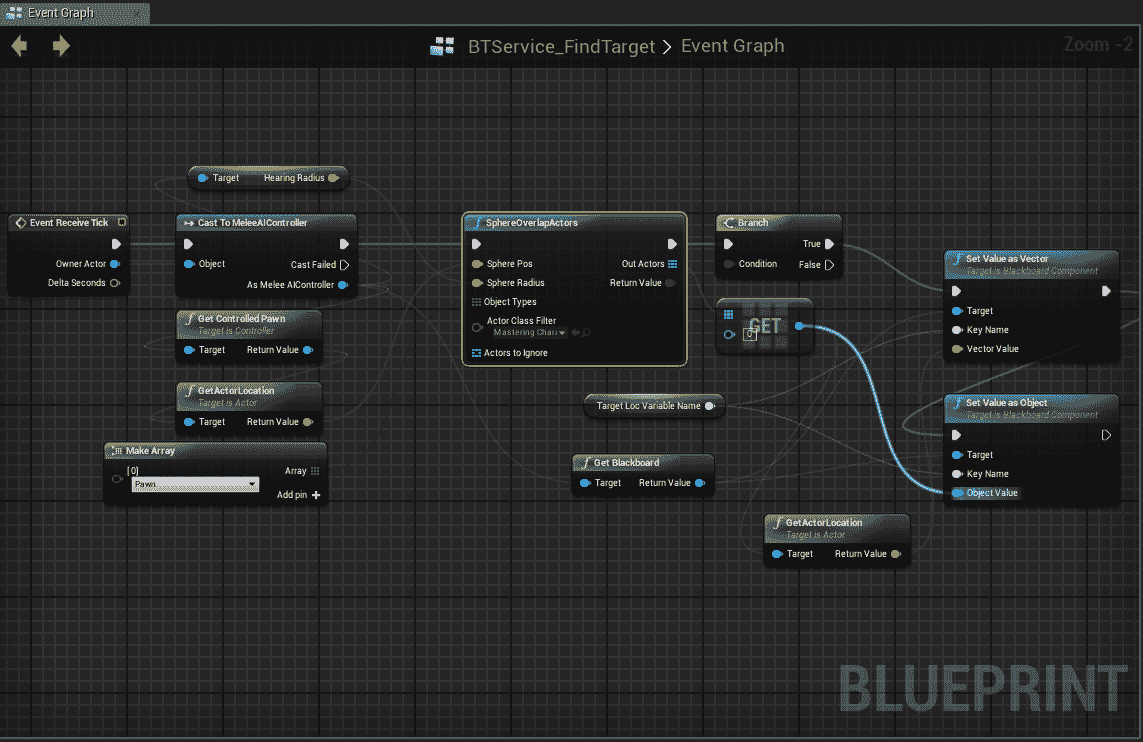 Event Graph
BTService_FindTarget > Event Graph
Zoom -2
Target Hearing Radius
Event Receive Tick
Owner Actor
Delta Seconds
Cast To MeleeAIController
Object Cast Failed
As Melee AIController
Get Controlled Pawn
Target is Controller
Target Return Value
GetActorLocation
Target is Actor
Target Return Value
Make Array
[0] Array
Pawn
Add pin +
SphereOverlapActors
Sphere Pos Out Actors
Sphere Radius Return Value
Object Types
Actor Class Filter
Mastering Chara
Actors to Ignore
Branch
True
Condition False
GET
0
Target Loc Variable Name
Get Blackboard
Target Return Value
GetActorLocation
Target is Actor
Target Return Value
Set Value as Vector
Target is Blackboard Component
Target
Key Name
Vector Value
Set Value as Object
Target is Blackboard Component
Target
Key Name
Object Value
BLUEPRINT